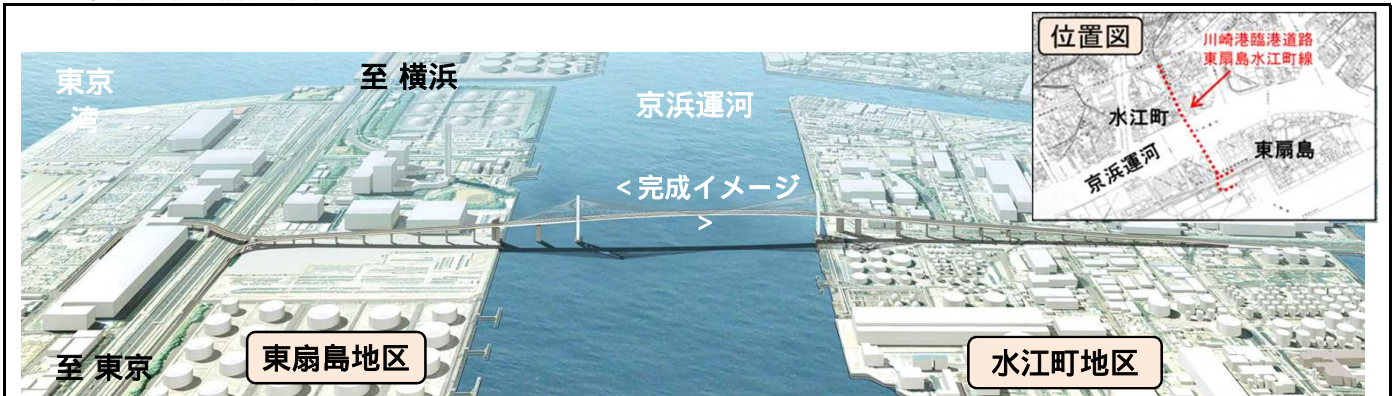 東京
湾
至 横浜
京浜運河
<完成イメージ
>
至 東京
東扇島地区
水江町地区
位置図
川崎港臨港道路
東扇島水江町線
水江町
京浜運河
東扇島